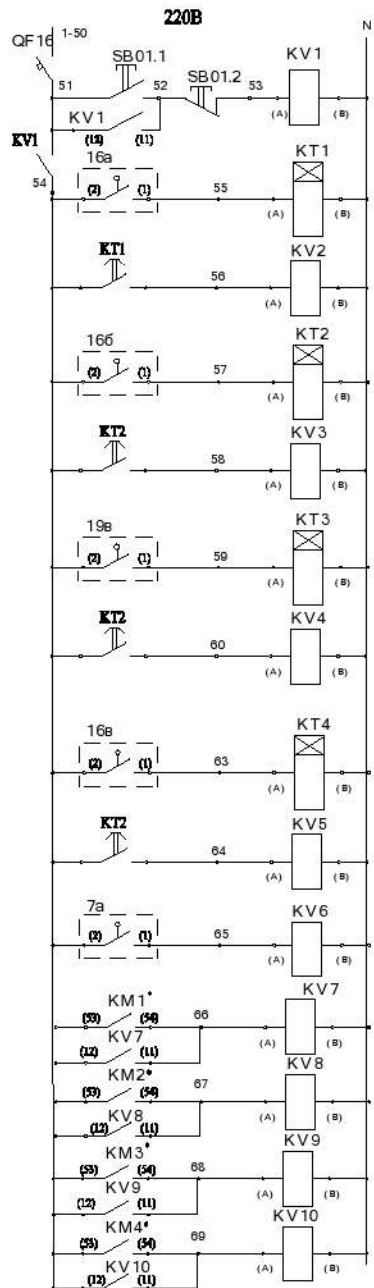 220В
N
QF16 1-50
SB01.1
51 52 SB01.2 53 KV1
KV1 (A) (B)
(12) (11)
KV1
16а KT1
54 (2) (1) 55
(A) (B)
KT1 KV2
56
(A) (B)
16б KT2
(2) (1) 57
(A) (B)
KT2 KV3
58
(A) (B)
19в KT3
(2) (1) 59
(A) (B)
KT2 KV4
60
(A) (B)
16в KT4
(2) (1) 63
(A) (B)
KT2 KV5
64
(A) (B)
7а KV6
(2) (1) 65
(A) (B)
KM1* KV7
(53) (54) 66
KV7 (A) (B)
(12) (11)
KM2* KV8
(53) (54) 67
KV8 (A) (B)
(12) (11)
KM3* KV9
(53) (54) 68
KV9 (A) (B)
(12) (11)
KM4* KV10
(53) (54) 69
KV10 (A) (B)
(12) (11)